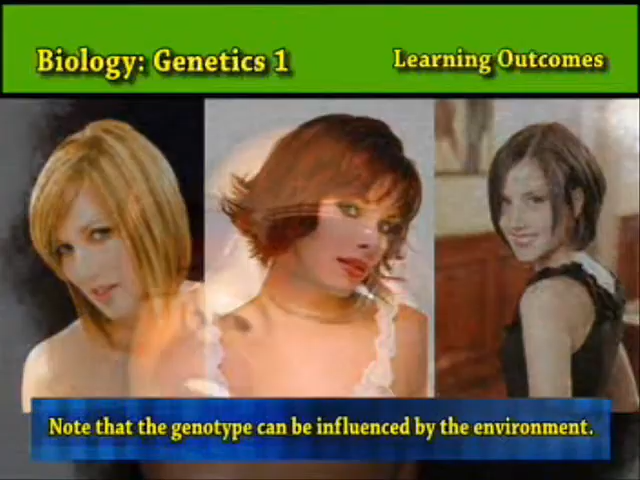 Biology: Genetics 1
Learning Outcomes
Note that the genotype can be influenced by the environment.